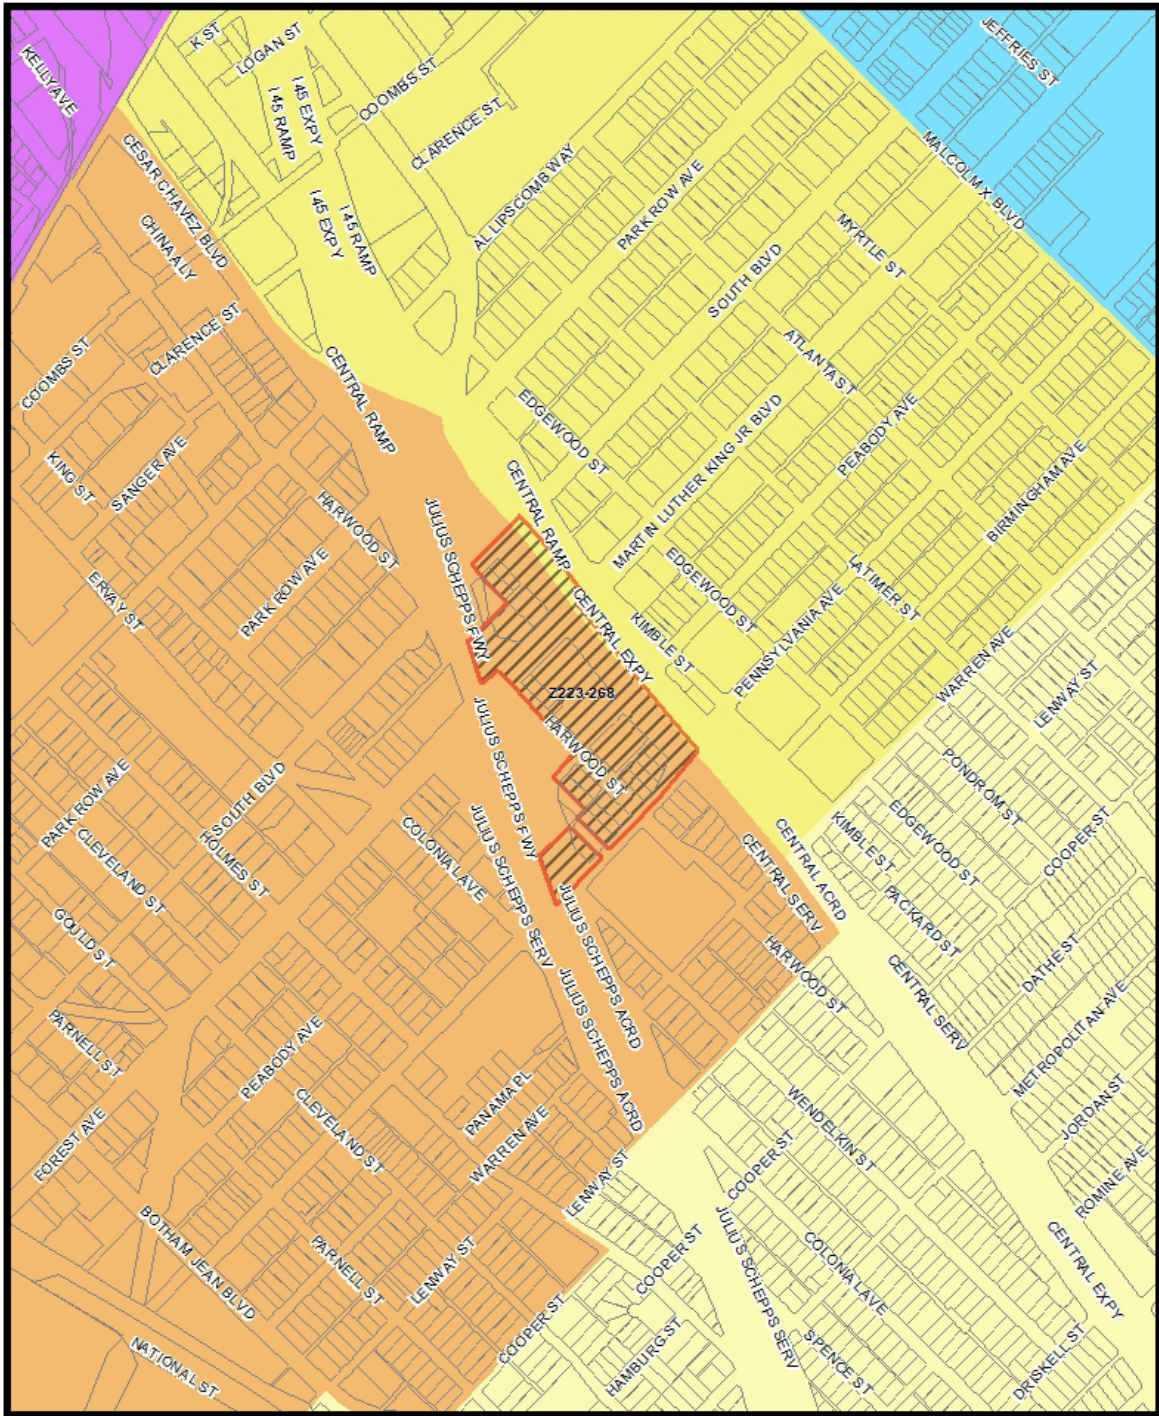 JEFFRIES ST
K ST
LOGAN ST
KELLY AVE
COOMBS ST
I 45 EXPY
I 45 RAMP
CLARENCE ST
MALCOLM X BLVD
CESAR CHAVEZ BLVD
AL LIPSCOMB WAY
PARK ROW AVE
I 45 RAMP
I 45 EXPY
CHINA ALY
MYRTLE ST
SOUTH BLVD
CLARENCE ST
COOMBS ST
CENTRAL RAMP
ATLANTA ST
EDGEWOOD ST
PEABODY AVE
MARTIN LUTHER KING JR BLVD
KING ST
SANGER AVE
BIRMINGHAM AVE
HARWOOD ST
CENTRAL RAMP
JULIUS SCHEPPS FWY
ERVAY ST
PARK ROW AVE
EDGEWOOD ST
LATIMER ST
CENTRAL EXPY
KIMBLE ST
PENNSYLVANIA AVE
WARREN AVE
LENWAY ST
Z223-268
HARWOOD ST
JULIUS SCHEPPS FWY
PARK ROW AVE
SOUTH BLVD
PONDROM ST
CLEVELAND ST
HOLMES ST
COLONIAL AVE
JULIUS SCHEPPS SERV
CENTRAL SERV
CENTRAL ACRD
KIMBLE ST
EDGEWOOD ST
COOPER ST
GOULD ST
JULIUS SCHEPPS ACRD
PACKARD ST
HARWOOD ST
CENTRAL SERV
DATHE ST
PARNELL ST
PEABODY AVE
JULIUS SCHEPPS ACRD
METROPOLITAN AVE
FOREST AVE
CLEVELAND ST
PANAMA PL
WARREN AVE
WENDELKIN ST
JORDAN ST
LENWAY ST
COOPER ST
ROMINE AVE
BOTHAM JEAN BLVD
PARNELL ST
LENWAY ST
COOPER ST
JULIUS SCHEPPS SERV
COLONIAL AVE
CENTRAL EXPY
NATIONAL ST
COOPER ST
HAMBURG ST
SPENCE ST
DRISKELL ST